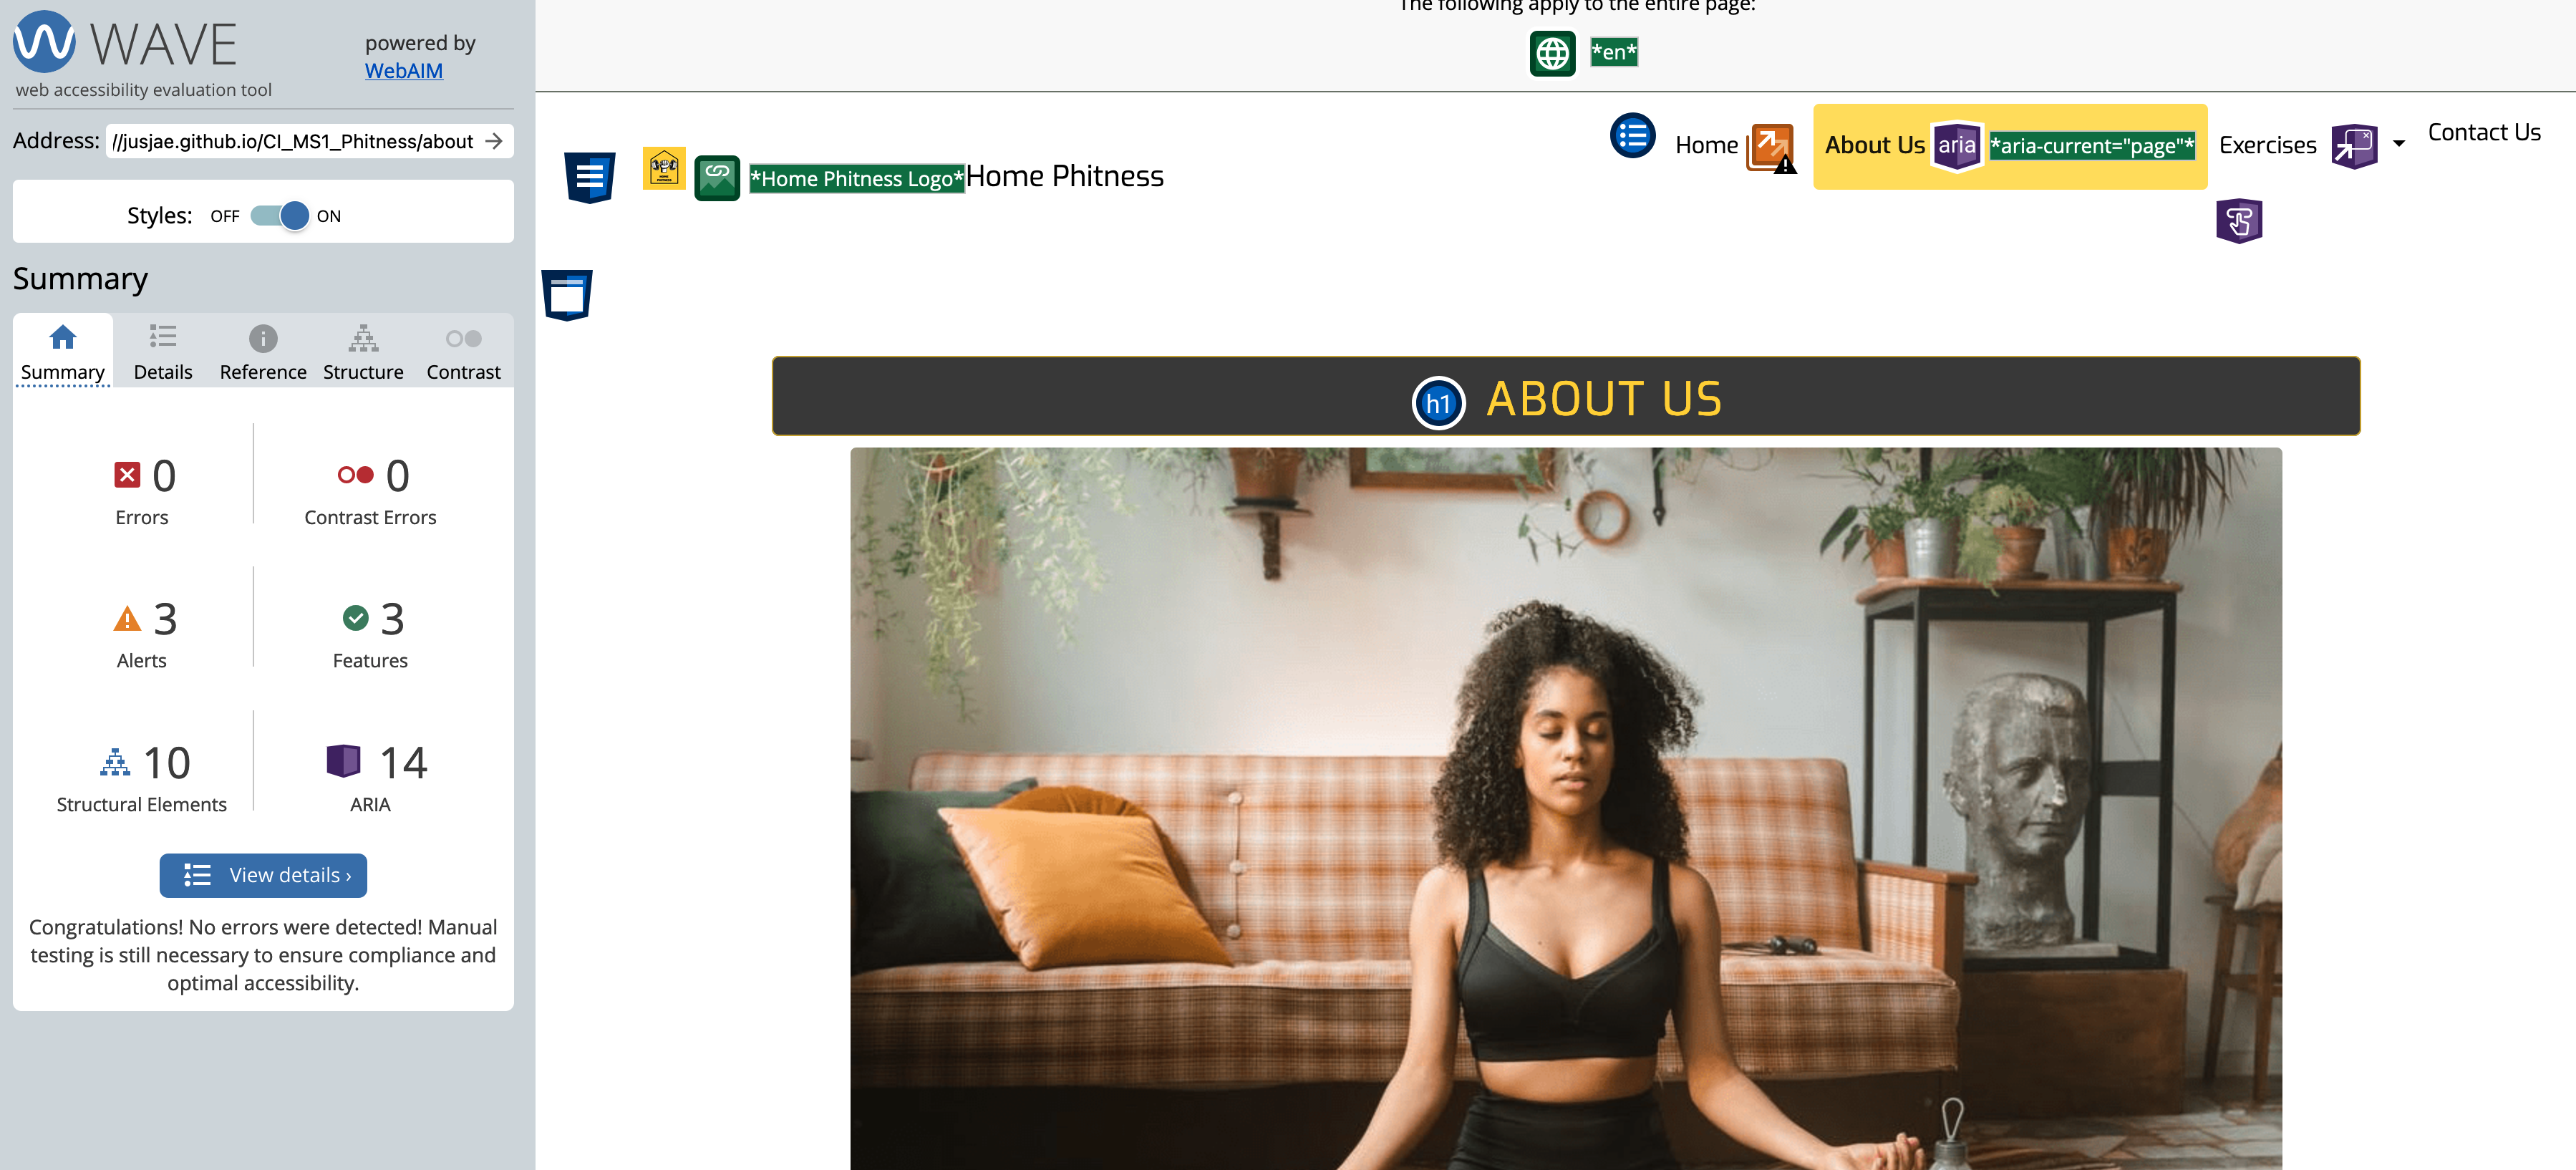 WAVE
powered by
WebAIM
web accessibility evaluation tool
Address: //jusjae.github.io/CI_MS1_Phitness/about
Styles: OFF ON
Summary
Summary Details Reference Structure Contrast
0 0
Errors Contrast Errors
3 3
Alerts Features
10 14
Structural Elements ARIA
View details ›
Congratulations! No errors were detected! Manual
testing is still necessary to ensure compliance and
optimal accessibility.
The following apply to the entire page:
*en*
*Home Phitness Logo*Home Phitness
Home About Us aria *aria-current="page"* Exercises Contact Us
h1 ABOUT US